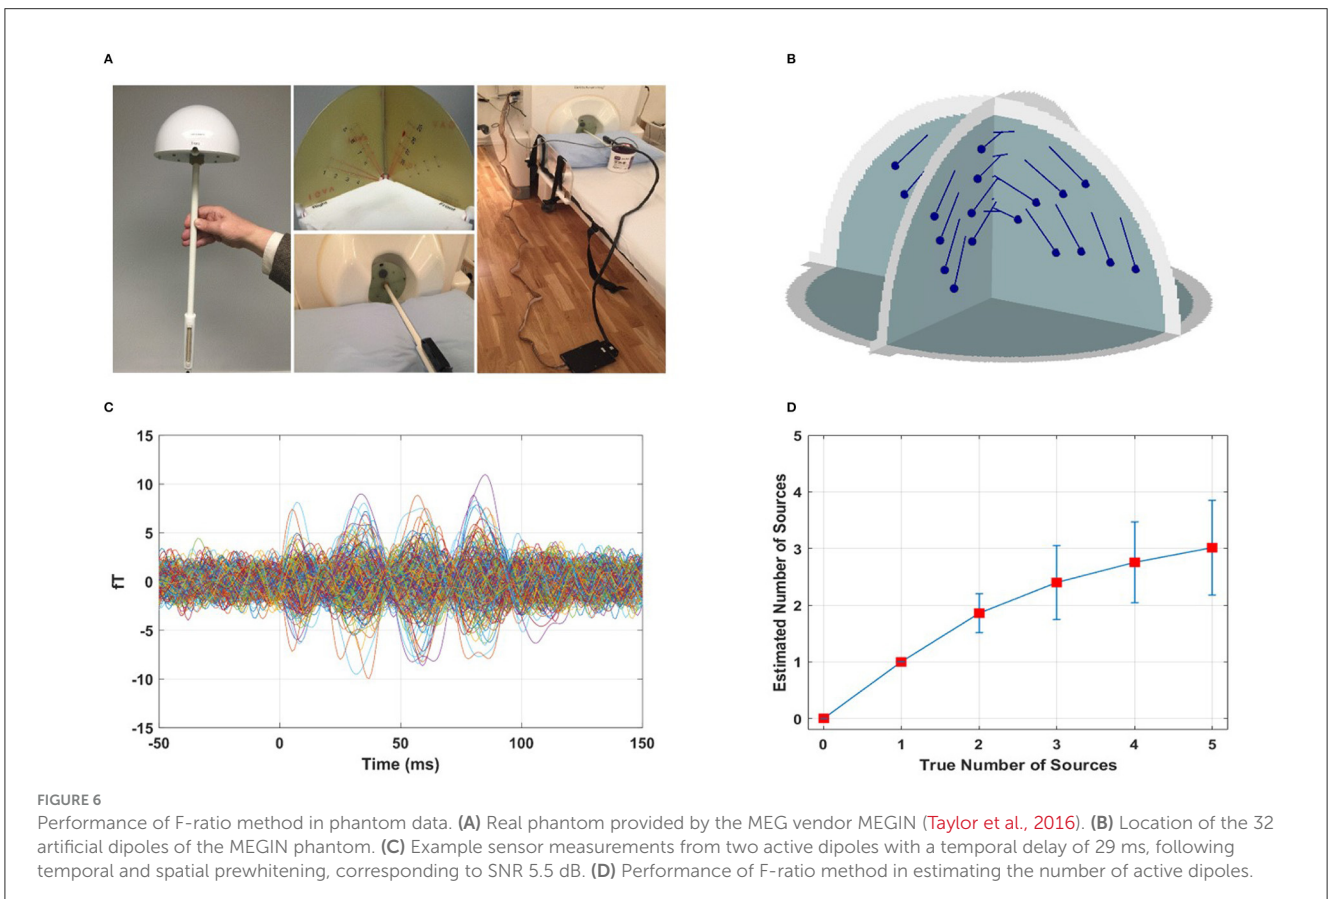 A
B
C
15
10
5
0
-5
-10
-15
fT
-50
0
50
100
150
Time (ms)
D
5
4
3
2
1
0
Estimated Number of Sources
0
1
2
3
4
5
True Number of Sources
FIGURE 6
Performance of F-ratio method in phantom data. (A) Real phantom provided by the MEG vendor MEGIN (Taylor et al., 2016). (B) Location of the 32
artificial dipoles of the MEGIN phantom. (C) Example sensor measurements from two active dipoles with a temporal delay of 29 ms, following
temporal and spatial prewhitening, corresponding to SNR 5.5 dB. (D) Performance of F-ratio method in estimating the number of active dipoles.